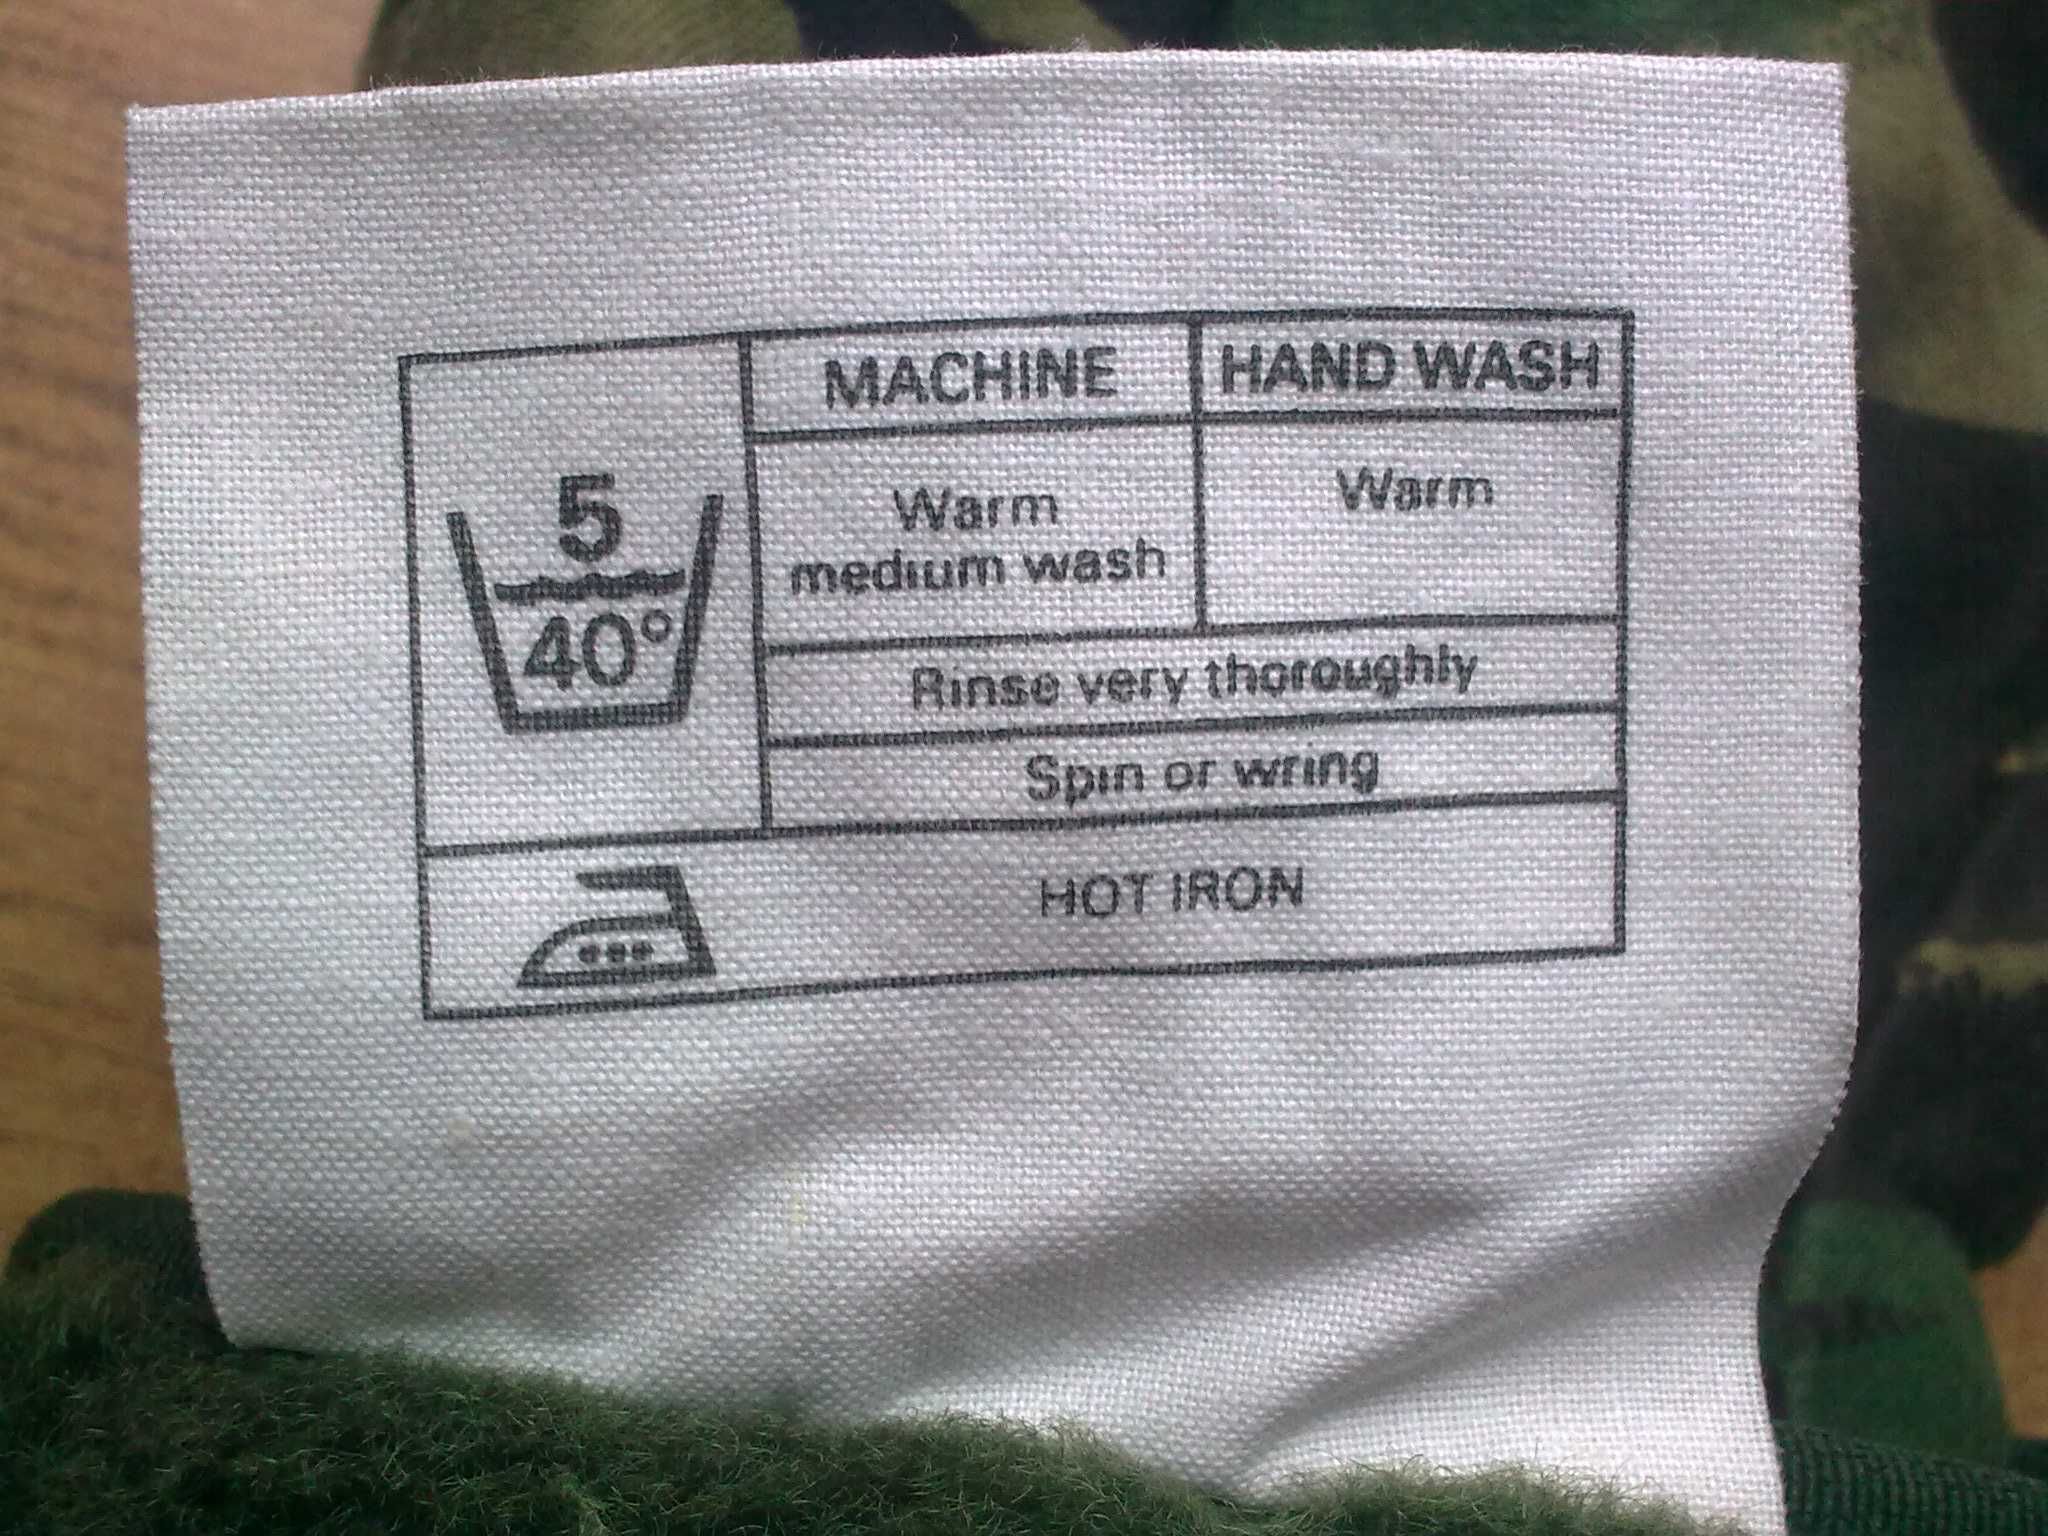 MACHINE HAND WASH
5
40°
Warm
medium wash
Warm
Rinse very thoroughly
Spin or wring
HOT IRON